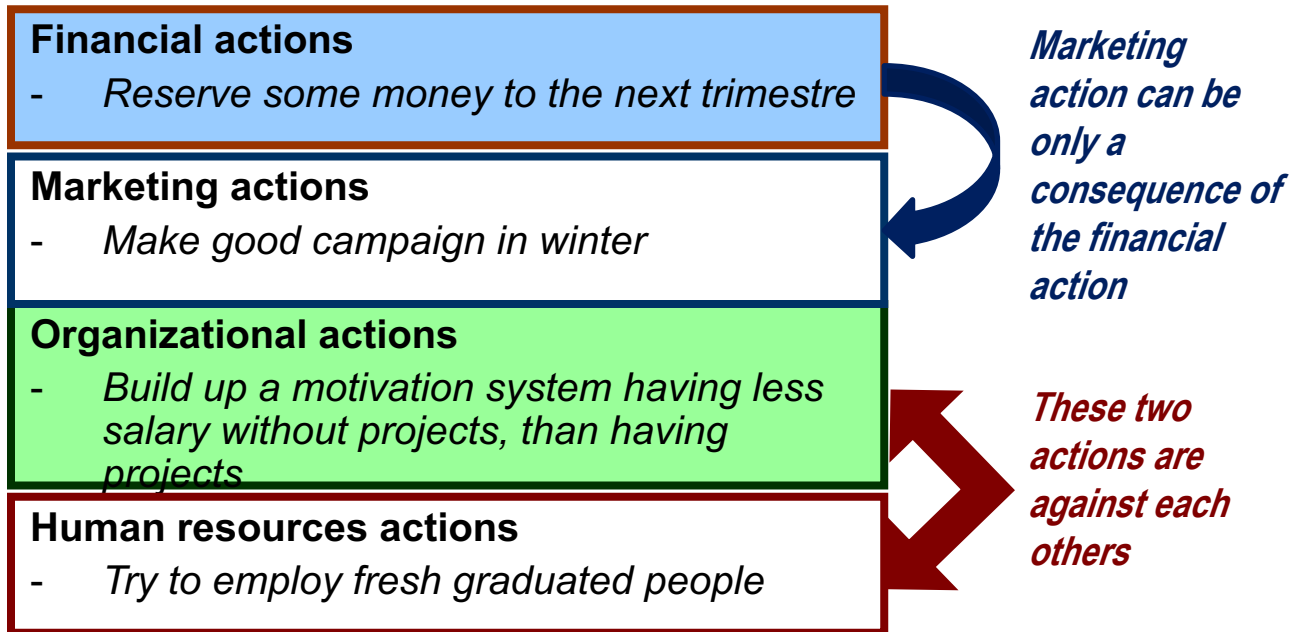 Financial actions
- Reserve some money to the next trimestre
Marketing actions
- Make good campaign in winter
Organizational actions
- Build up a motivation system having less
salary without projects, than having
projects
Human resources actions
- Try to employ fresh graduated people
Marketing
action can be
only a
consequence of
the financial
action
These two
actions are
against each
others